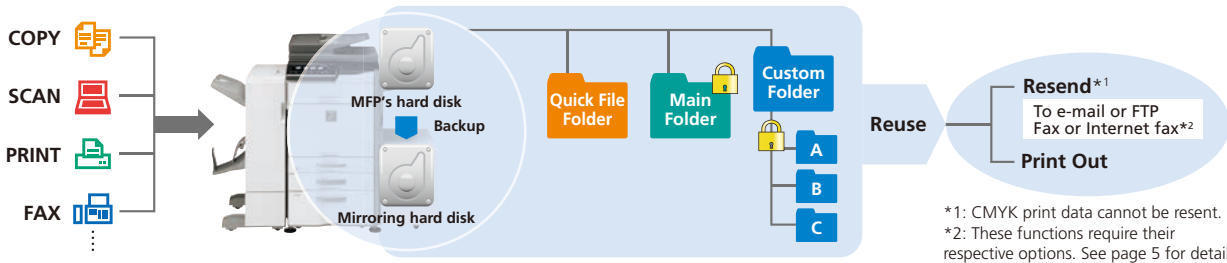 COPY
SCAN
PRINT
FAX
MFP's hard disk
Backup
Mirroring hard disk
Quick File
Folder
Main
Folder
Custom
Folder
A
B
C
Reuse
Resend*1
To e-mail or FTP
Fax or Internet fax*2
Print Out
*1: CMYK print data cannot be resent.
*2: These functions require their
respective options. See page 5 for detail